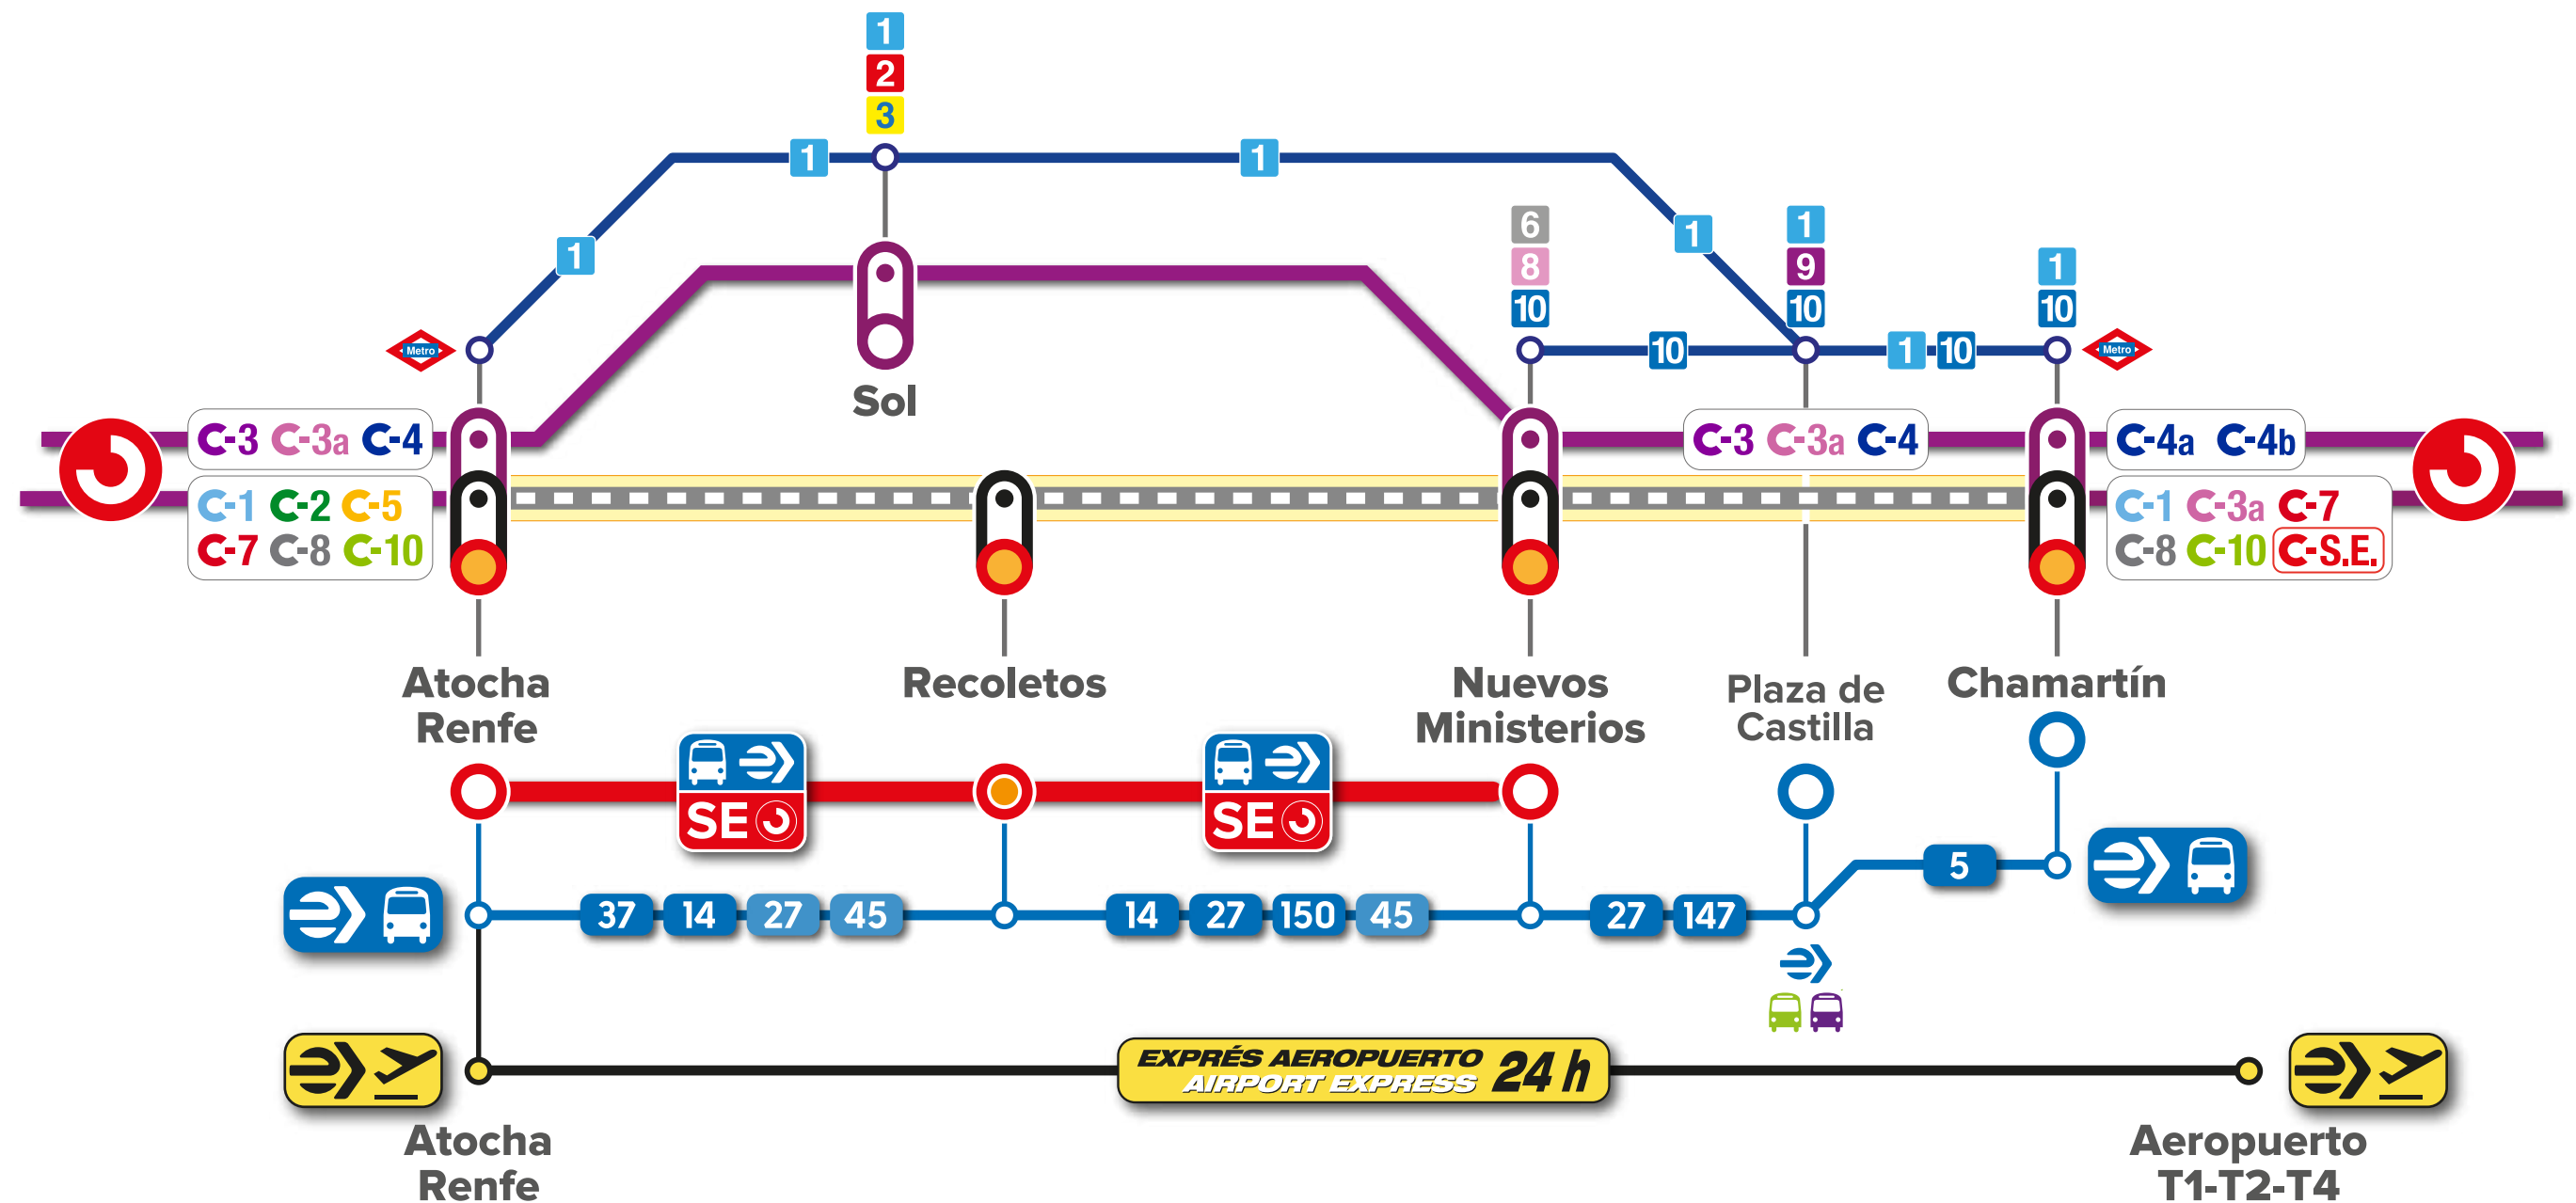 1
2
3
1
1
1
1
6
8
10
1
9
10
1
10
Metro
10
1 10
Metro
Sol
C-3 C-3a C-4
C-3 C-3a C-4
C-4a C-4b
C-1 C-2 C-5
C-7 C-8 C-10
C-1 C-3a C-7
C-8 C-10 C-S.E.
Atocha
Renfe
Recoletos
Nuevos
Ministerios
Plaza de
Castilla
Chamartín
SE
SE
5
37 14 27 45
14 27 150 45
27 147
EXPRÉS AEROPUERTO
AIRPORT EXPRESS
24 h
Atocha
Renfe
Aeropuerto
T1-T2-T4